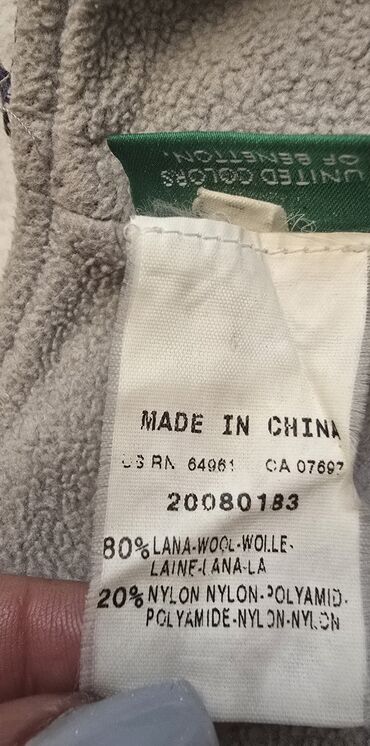 UNITED COLORS
OF BENETTON.
MADE IN CHINA
US RN 64961 CA 07697
20080183
80% LANA-WOOL-WOLLE-
LAINE-LANA-LA
20% NYLON NYLON-POLYAMID-
POLYAMIDE-NYLON-NYLON